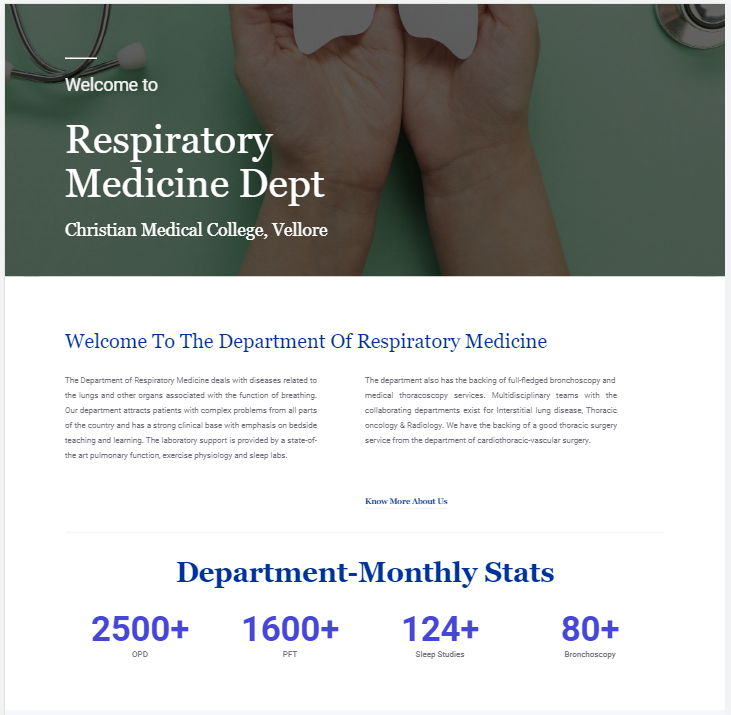 Welcome to
Respiratory
Medicine Dept
Christian Medical College, Vellore
Welcome To The Department Of Respiratory Medicine
The Department of Respiratory Medicine deals with diseases related to
the lungs and other organs associated with the function of breathing.
Our department attracts patients with complex problems from all parts
of the country and has a strong clinical base with emphasis on bedside
teaching and learning. The laboratory support is provided by a state-of-
the art pulmonary function, exercise physiology and sleep labs.
The department also has the backing of full-fledged bronchoscopy and
medical thoracoscopy services. Multidisciplinary teams with the
collaborating departments exist for Interstitial lung disease, Thoracic
oncology & Radiology. We have the backing of a good thoracic surgery
service from the department of cardiothoracic-vascular surgery.
Know More About Us
Department-Monthly Stats
2500+ 1600+ 124+ 80+
OPD PFT Sleep Studies Bronchoscopy